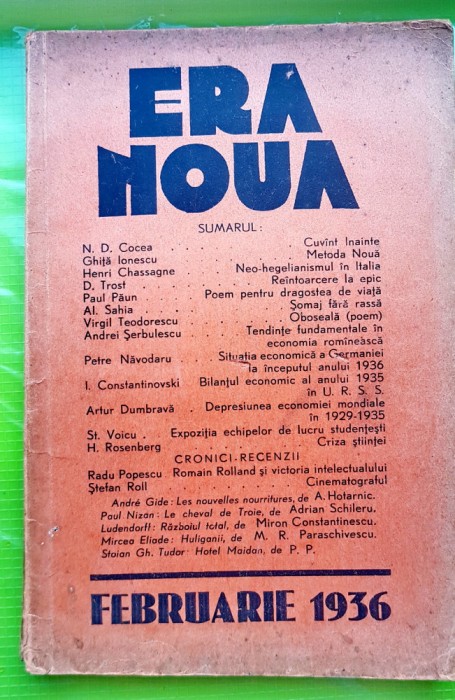 ERA
NOUA
SUMARUL:
N. D. Cocea . . . . . . . . . . Cuvînt Inainte
Ghiță Ionescu . . . . . . . . . . Metoda Nouă
Henri Chassagne . . . . Neo-hegelianismul în Italia
D. Trost . . . . . . . . . . Reîntoarcere la epic
Paul Păun . . . Poem pentru dragostea de viață
Al. Sahia . . . . . . . . . . Șomaj fără rassă
Virgil Teodorescu . . . . . . Oboseală (poem)
Andrei Șerbulescu . . . Tendințe fundamentale în
economia romînească
Petre Năvodaru . . Situația economică a Germaniei
la începutul anului 1936
I. Constantinovski Bilanțul economic al anului 1935
în U. R. S. S.
Artur Dumbravă . Depresiunea economiei mondiale
în 1929-1935
St. Voicu . Expoziția echipelor de lucru studențești
H. Rosenberg . . . . . . . . . . Criza științei
CRONICI-RECENZII
Radu Popescu Romain Rolland și victoria intelectualului
Ștefan Roll . . . . . . . . . . Cinematograful
André Gide: Les nouvelles nourritures, de A. Hotarnic.
Paul Nizan: Le cheval de Troie, de Adrian Schileru.
Ludendorff: Războiul total, de Miron Constantinescu.
Mircea Eliade: Huliganii, de M. R. Paraschivescu.
Stoian Gh. Tudor: Hotel Maidan, de P. P.
FEBRUARIE 1936